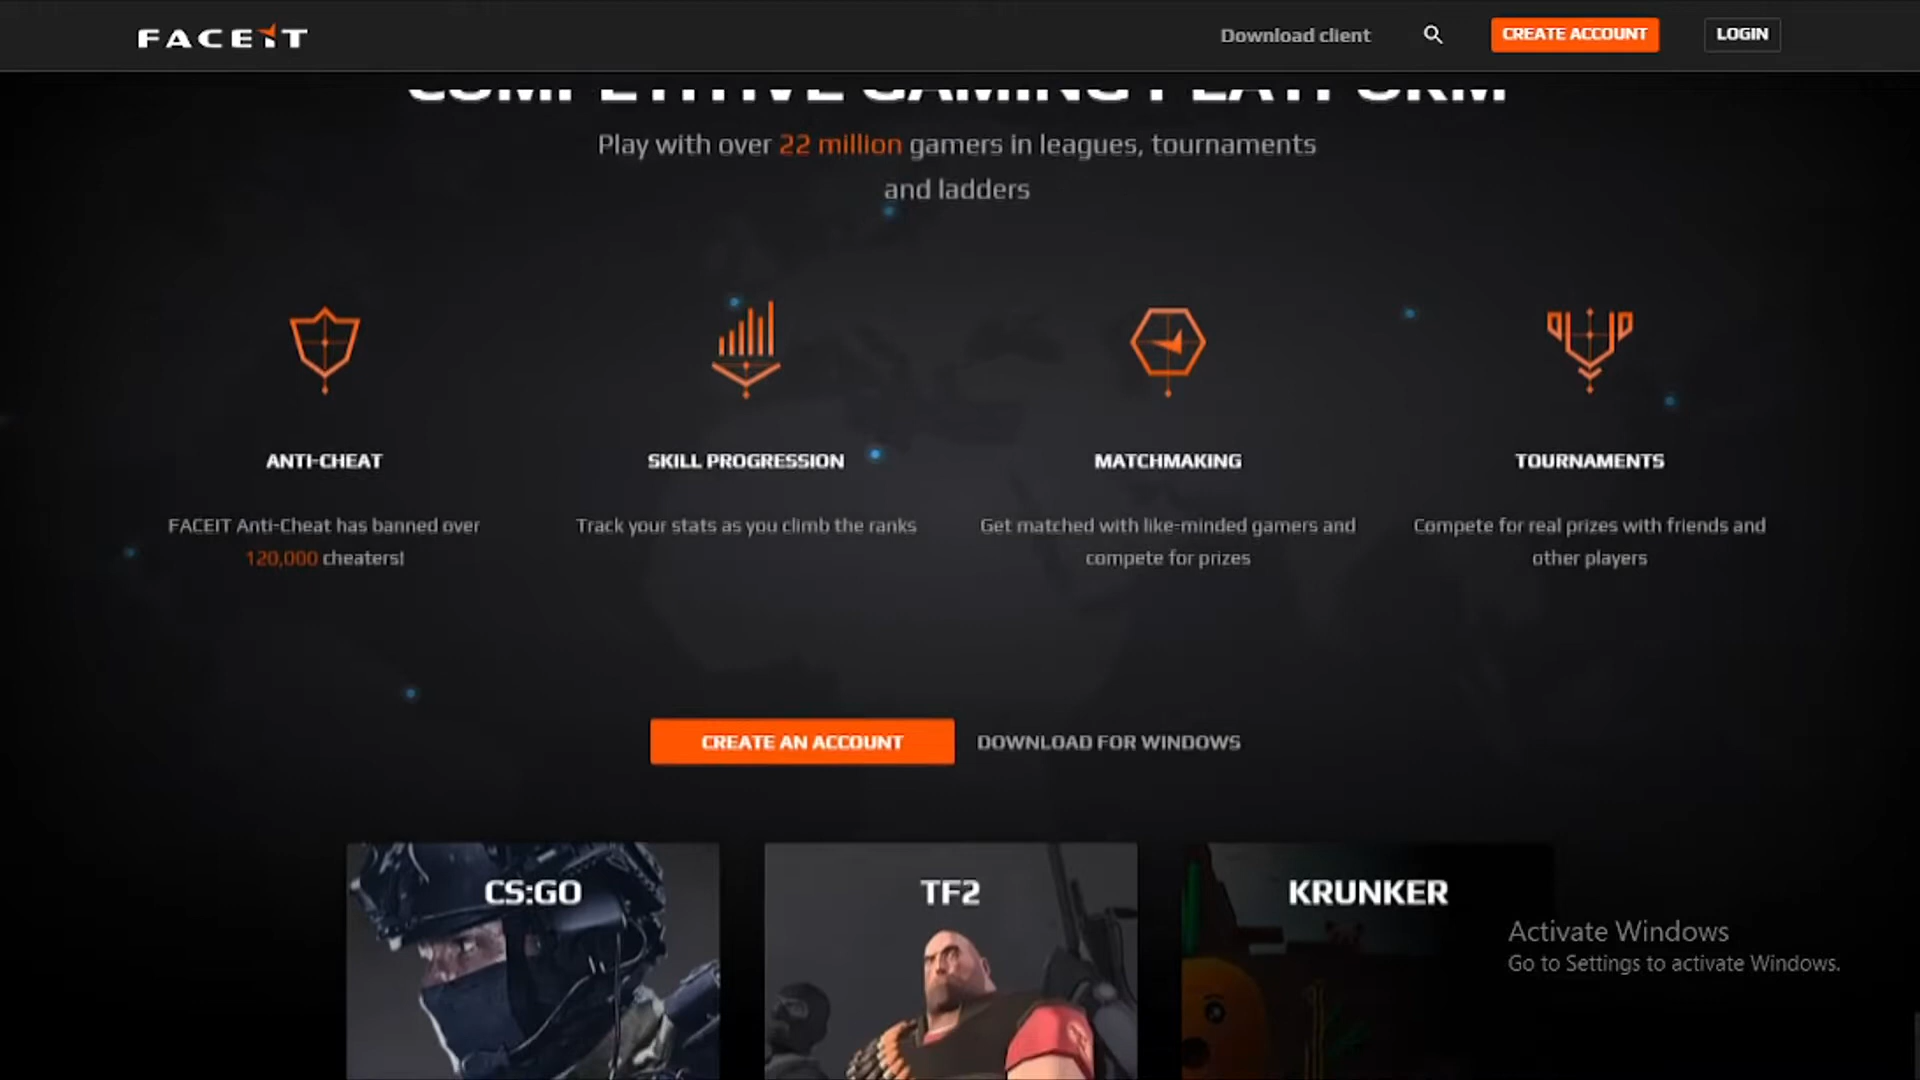 FACEIT
Download client
CREATE ACCOUNT
LOGIN
COMPETITIVE GAMING PLATFORM
Play with over 22 million gamers in leagues, tournaments
and ladders
ANTI-CHEAT
FACEIT Anti-Cheat has banned over
120,000 cheaters!
SKILL PROGRESSION
Track your stats as you climb the ranks
MATCHMAKING
Get matched with like-minded gamers and
compete for prizes
TOURNAMENTS
Compete for real prizes with friends and
other players
CREATE AN ACCOUNT
DOWNLOAD FOR WINDOWS
CS:GO
TF2
KRUNKER
Activate Windows
Go to Settings to activate Windows.